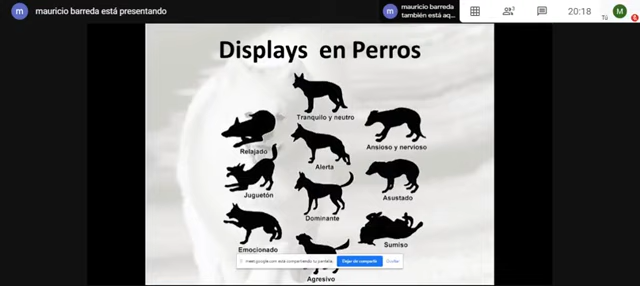 mauricio barreda está presentando
mauricio barreda
también está aq...
20:18
Tú
Displays en Perros
Tranquilo y neutro
Relajado
Alerta
Ansioso y nervioso
Juguetón
Dominante
Asustado
Emocionado
Sumiso
meet.google.com está compartiendo tu pantalla.
Dejar de compartir
Ocultar
Agresivo